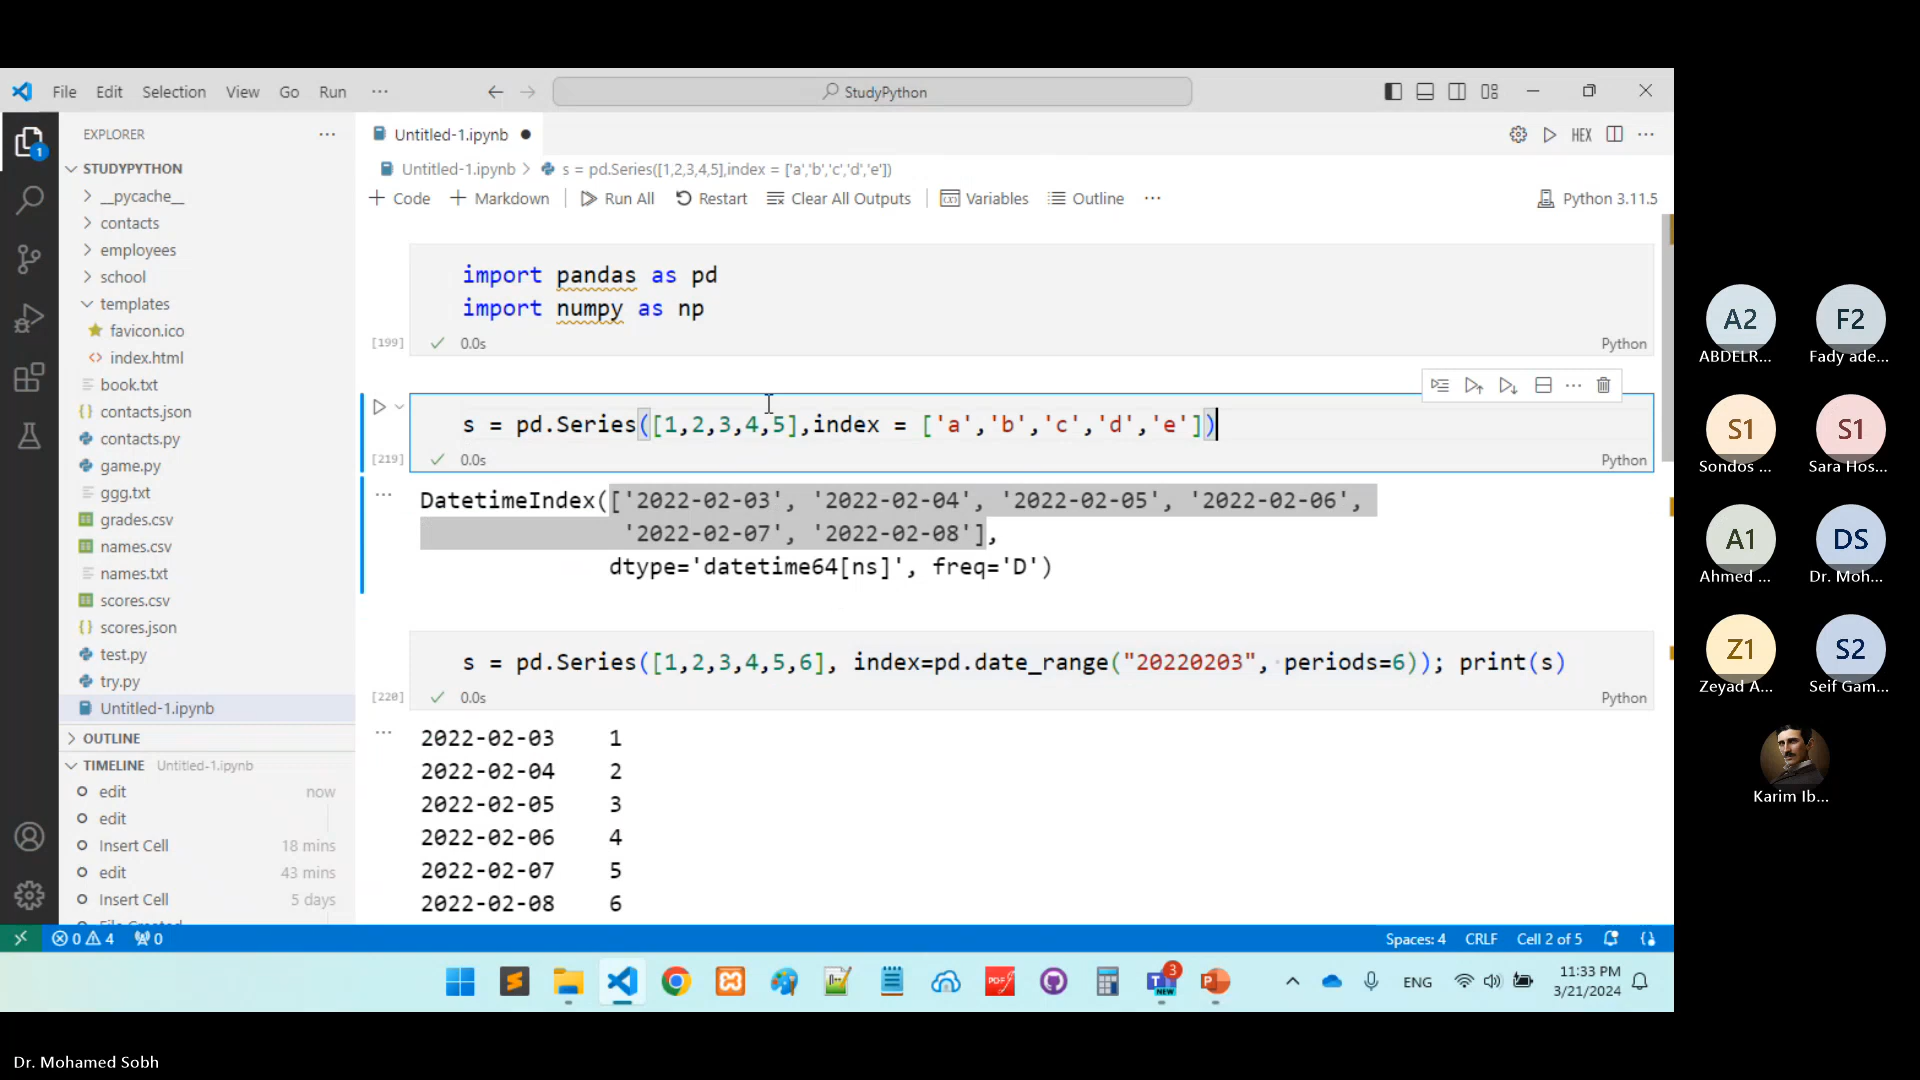 File Edit Selection View Go Run ···
StudyPython
EXPLORER ···
STUDYPYTHON
__pycache__
contacts
employees
school
templates
favicon.ico
index.html
book.txt
contacts.json
contacts.py
game.py
ggg.txt
grades.csv
names.csv
names.txt
scores.csv
scores.json
test.py
try.py
Untitled-1.ipynb
OUTLINE
TIMELINE Untitled-1.ipynb
edit now
edit
Insert Cell 18 mins
edit 43 mins
Insert Cell 5 days
Untitled-1.ipynb
HEX
Untitled-1.ipynb > s = pd.Series([1,2,3,4,5],index = ['a','b','c','d','e'])
+ Code + Markdown Run All Restart Clear All Outputs Variables Outline ··· Python 3.11.5
import pandas as pd
import numpy as np
[199] 0.0s Python
s = pd.Series([1,2,3,4,5],index = ['a','b','c','d','e'])
[219] 0.0s Python
DatetimeIndex(['2022-02-03', '2022-02-04', '2022-02-05', '2022-02-06',
'2022-02-07', '2022-02-08'],
dtype='datetime64[ns]', freq='D')
s = pd.Series([1,2,3,4,5,6], index=pd.date_range("20220203", periods=6)); print(s)
[220] 0.0s Python
2022-02-03 1
2022-02-04 2
2022-02-05 3
2022-02-06 4
2022-02-07 5
2022-02-08 6
0 4 0
Spaces: 4 CRLF Cell 2 of 5
ENG
11:33 PM
3/21/2024
A2
ABDELR...
F2
Fady ade...
S1
Sondos ...
S1
Sara Hos...
A1
Ahmed ...
DS
Dr. Moh...
Z1
Zeyad A...
S2
Seif Gam...
Karim Ib...
Dr. Mohamed Sobh